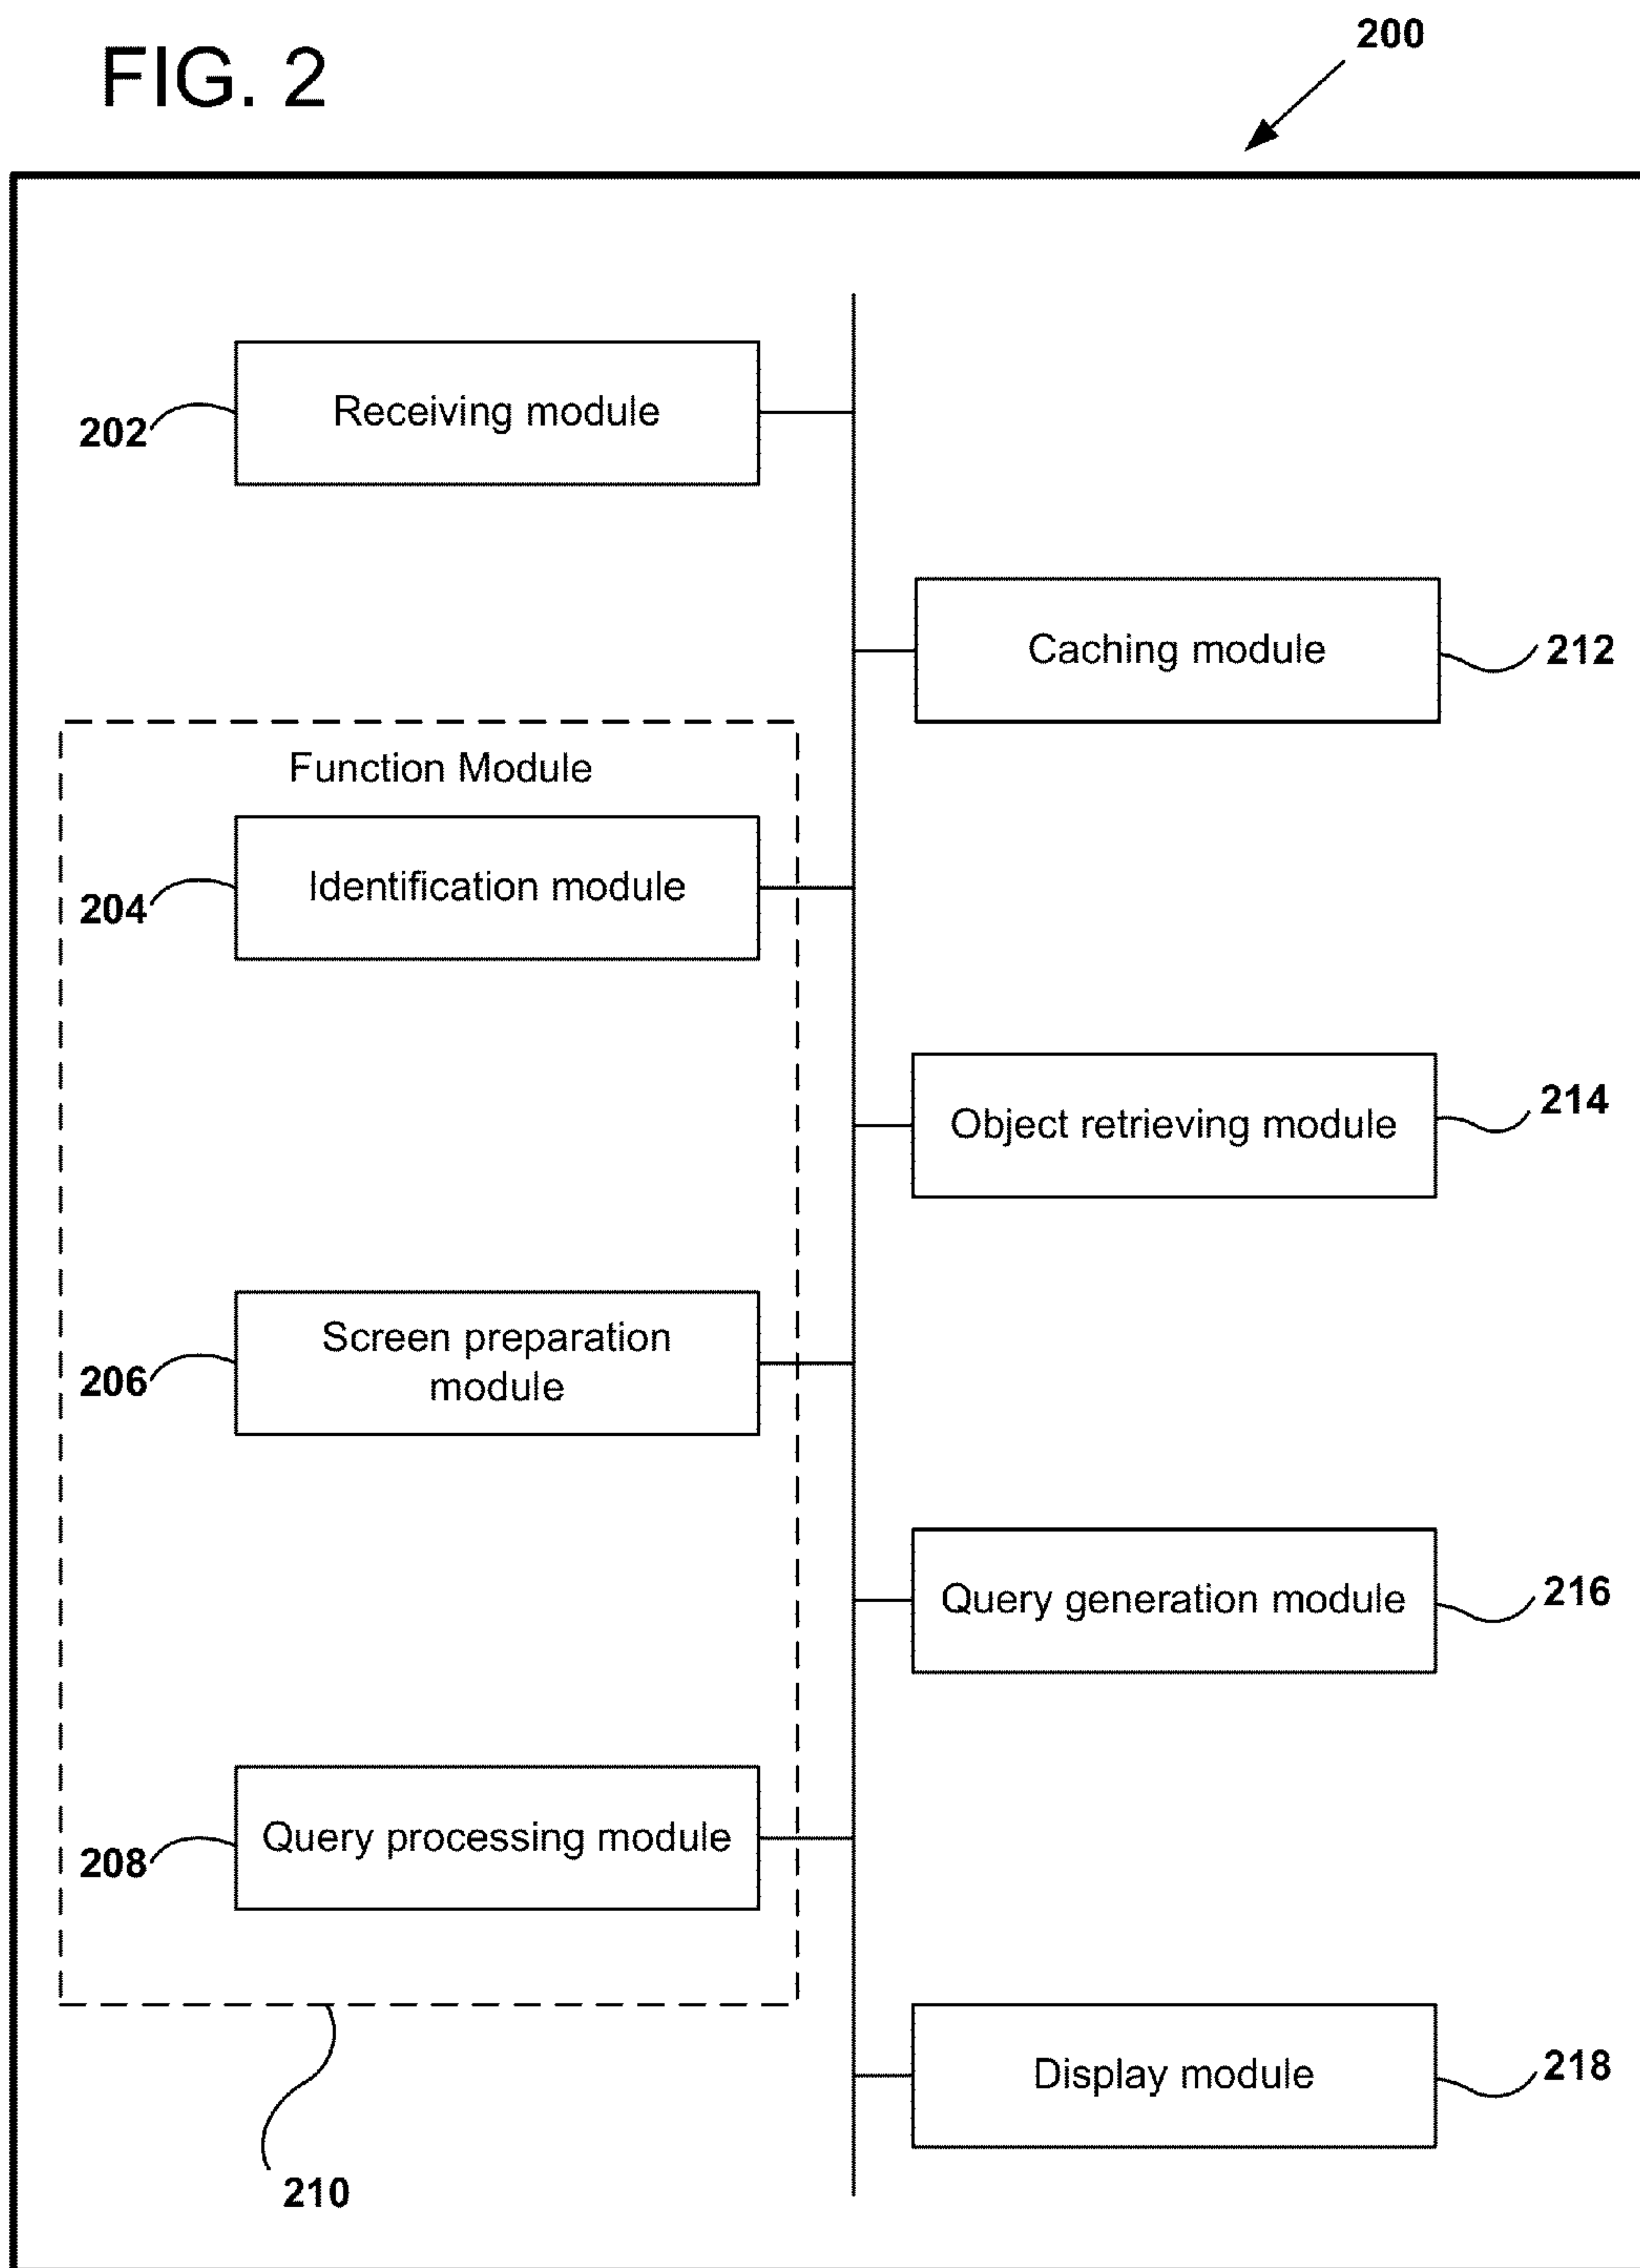 FIG. 2
200
Receiving module
202
Caching module
212
Function Module
Identification module
204
Object retrieving module
214
Screen preparation
module
206
Query generation module
216
Query processing module
208
Display module
218
210